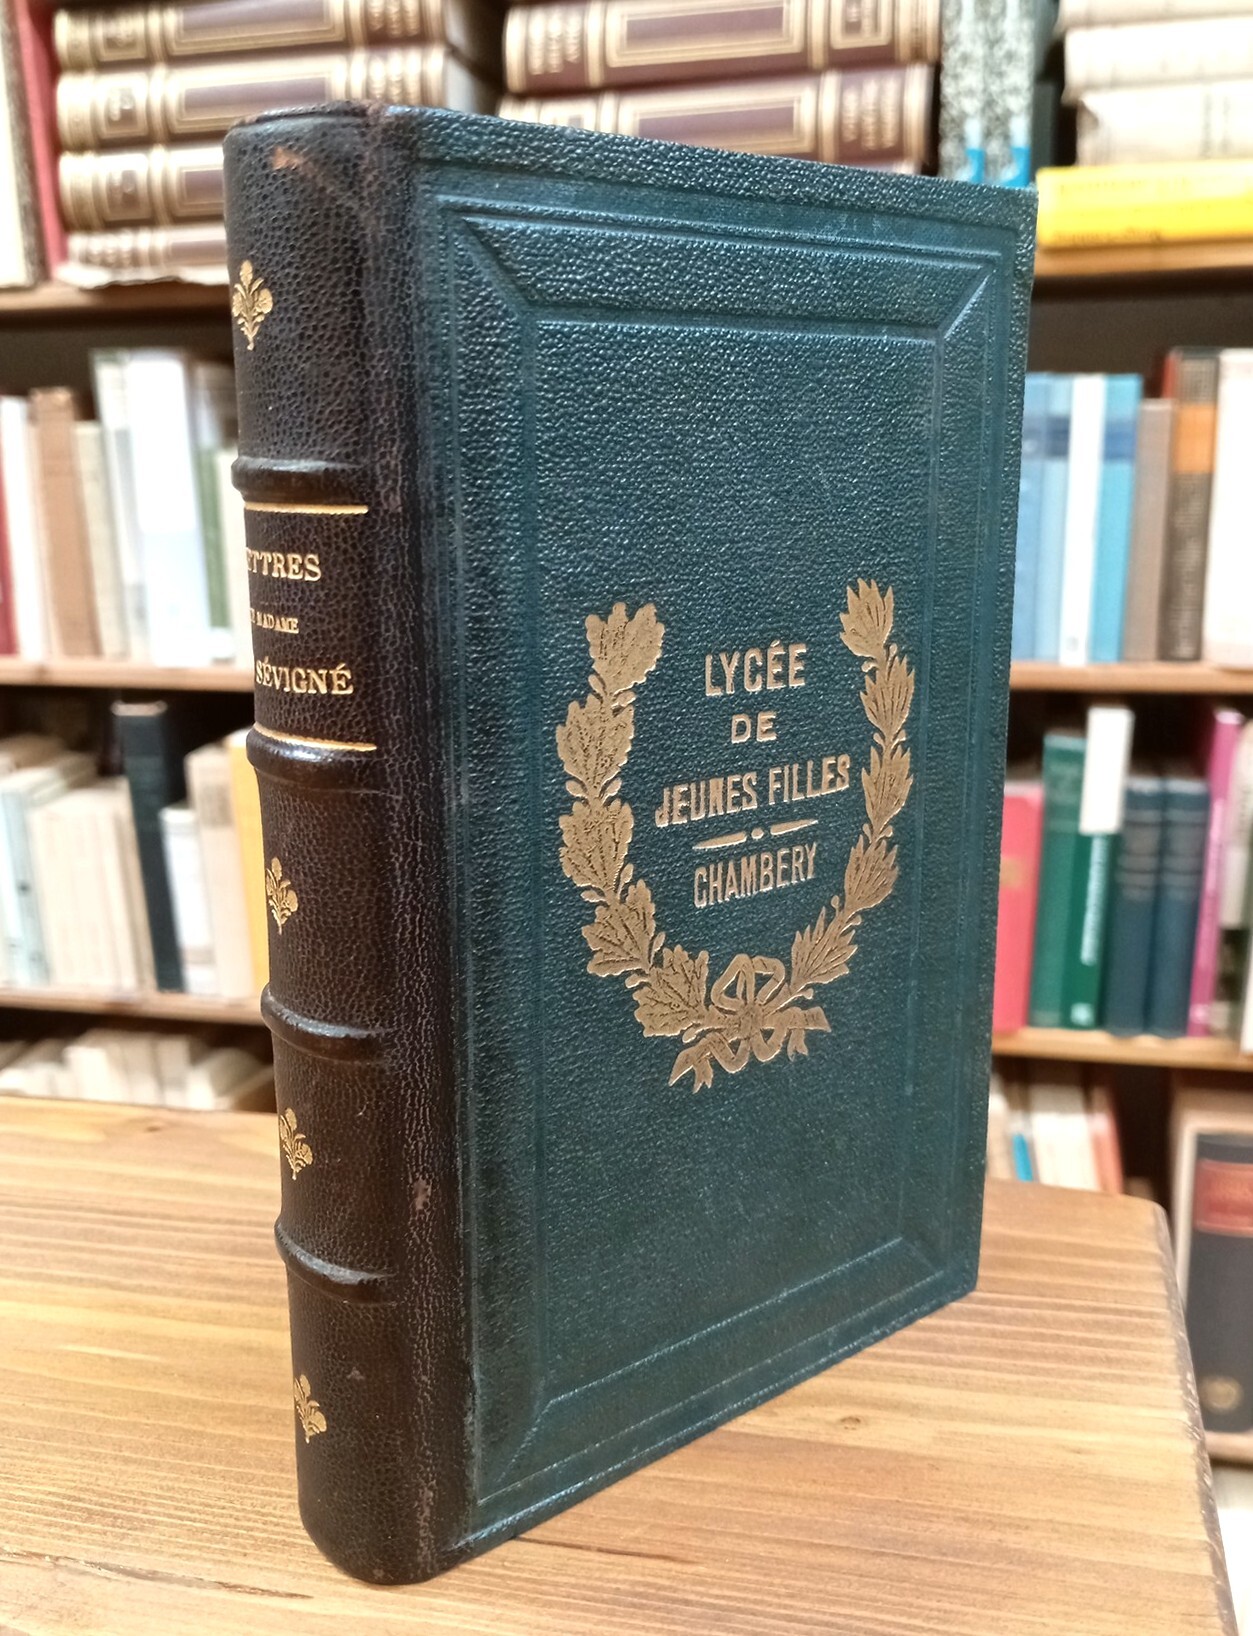 ETTRES
MADAME
SÉVIGNÉ
LYCÉE
DE
JEUNES FILLES
CHAMBERY